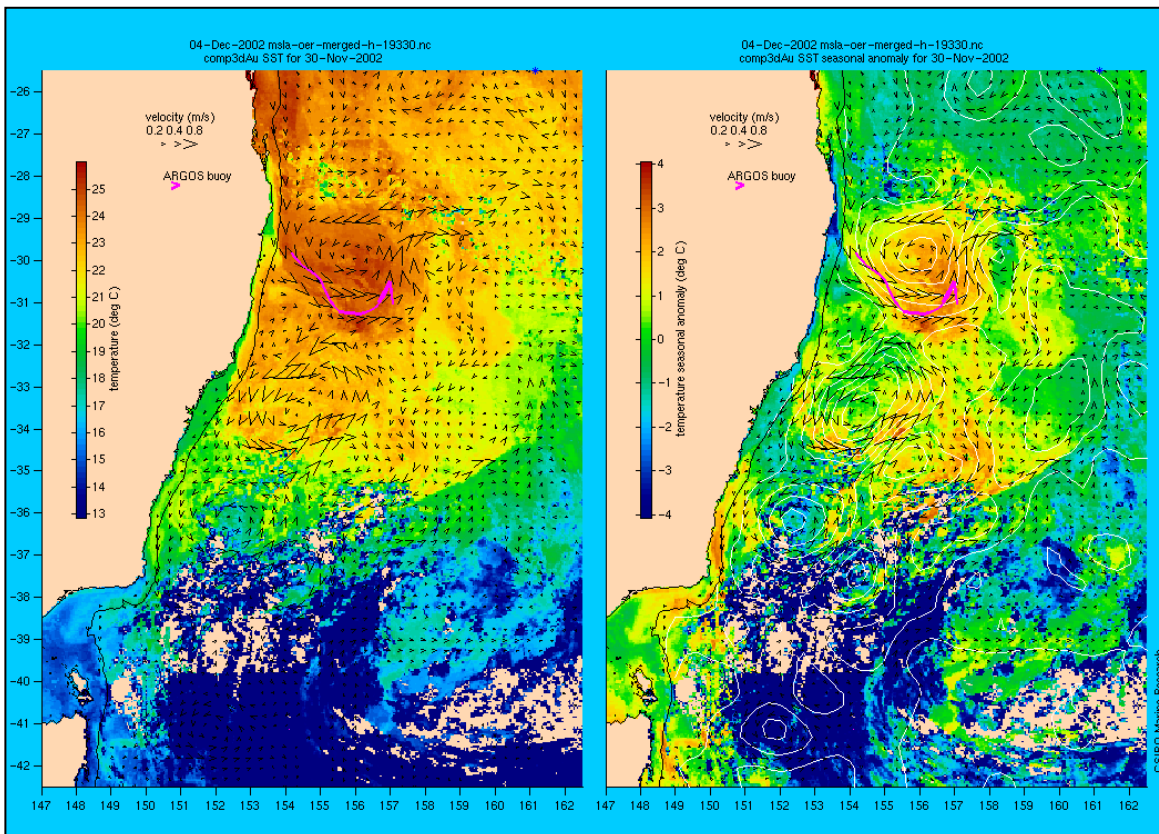 04-Dec-2002 msla-oer-merged-h-19330.nc
comp3dAu SST for 30-Nov-2002
velocity (m/s)
0.2 0.4 0.8
ARGOS buoy
25
24
23
22
21
20
19
18
17
16
15
14
13
temperature (deg C)
-26
-27
-28
-29
-30
-31
-32
-33
-34
-35
-36
-37
-38
-39
-40
-41
-42
147 148 149 150 151 152 153 154 155 156 157 158 159 160 161 162
04-Dec-2002 msla-oer-merged-h-19330.nc
comp3dAu SST seasonal anomaly for 30-Nov-2002
velocity (m/s)
0.2 0.4 0.8
ARGOS buoy
4
3
2
1
0
-1
-2
-3
-4
temperature seasonal anomaly (deg C)
147 148 149 150 151 152 153 154 155 156 157 158 159 160 161 162
CSIRO Marine Research